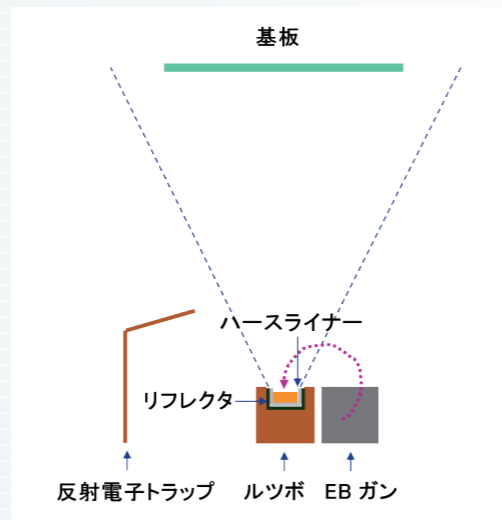 基板
ハースライナー
リフレクタ
反射電子トラップ
ルツボ
EB ガン